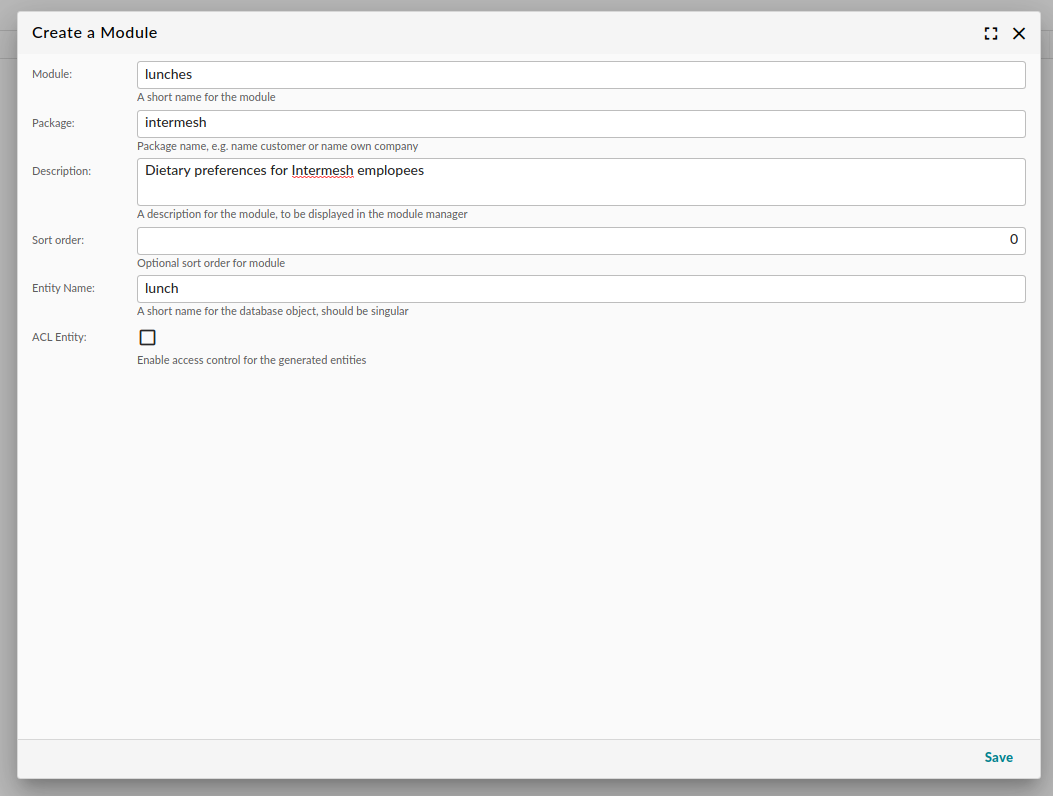 Create a Module
Module:
lunches
A short name for the module
Package:
intermesh
Package name, e.g. name customer or name own company
Description:
Dietary preferences for Intermesh emplopees
A description for the module, to be displayed in the module manager
Sort order:
0
Optional sort order for module
Entity Name:
lunch
A short name for the database object, should be singular
ACL Entity:
Enable access control for the generated entities
Save